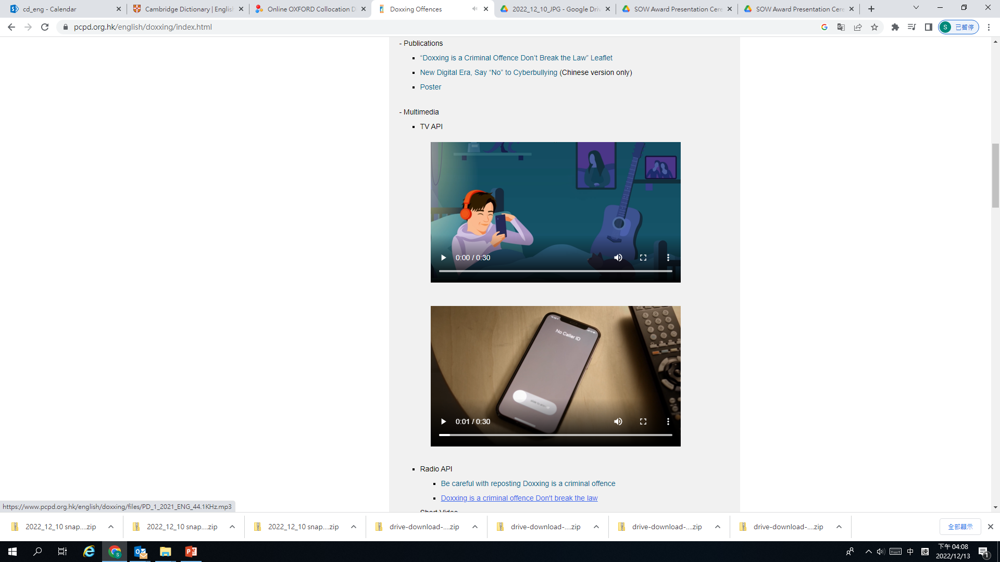 cd_eng - Calendar
Cambridge Dictionary | English
Online OXFORD Collocation D
Doxxing Offences
2022_12_10_JPG - Google Driv
SOW Award Presentation Cere
SOW Award Presentation Cere
pcpd.org.hk/english/doxxing/index.html
S 已暫停
- Publications
“Doxxing is a Criminal Offence Don’t Break the Law” Leaflet
New Digital Era, Say “No” to Cyberbullying (Chinese version only)
Poster
- Multimedia
TV API
0:00 / 0:30
No Caller ID
0:01 / 0:30
Radio API
Be careful with reposting Doxxing is a criminal offence
Doxxing is a criminal offence Don't break the law
Short Video
https://www.pcpd.org.hk/english/doxxing/files/PD_1_2021_ENG_44.1KHz.mp3
2022_12_10 snap....zip
2022_12_10 snap....zip
2022_12_10 snap....zip
drive-download-....zip
drive-download-....zip
drive-download-....zip
drive-download-....zip
全部顯示
中
速
下午 04:08
2022/12/13
1